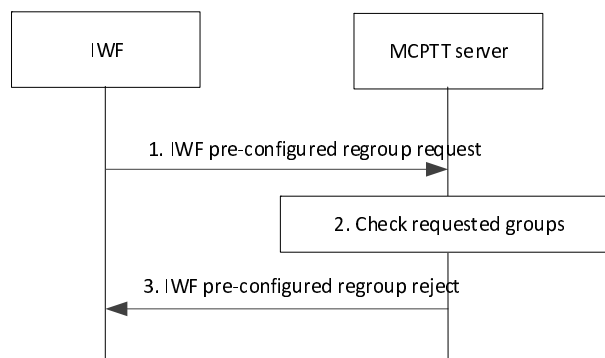 IWF
MCPTT server
1. IWF pre-configured regroup request
2. Check requested groups
3. IWF pre-configured regroup reject